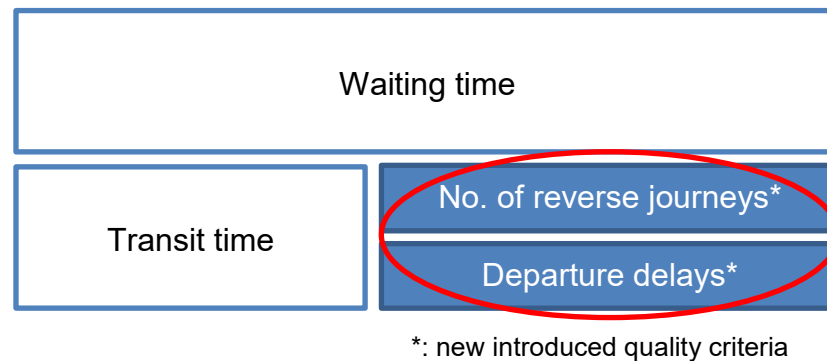 Waiting time
No. of reverse journeys*
Transit time
Departure delays*
*: new introduced quality criteria